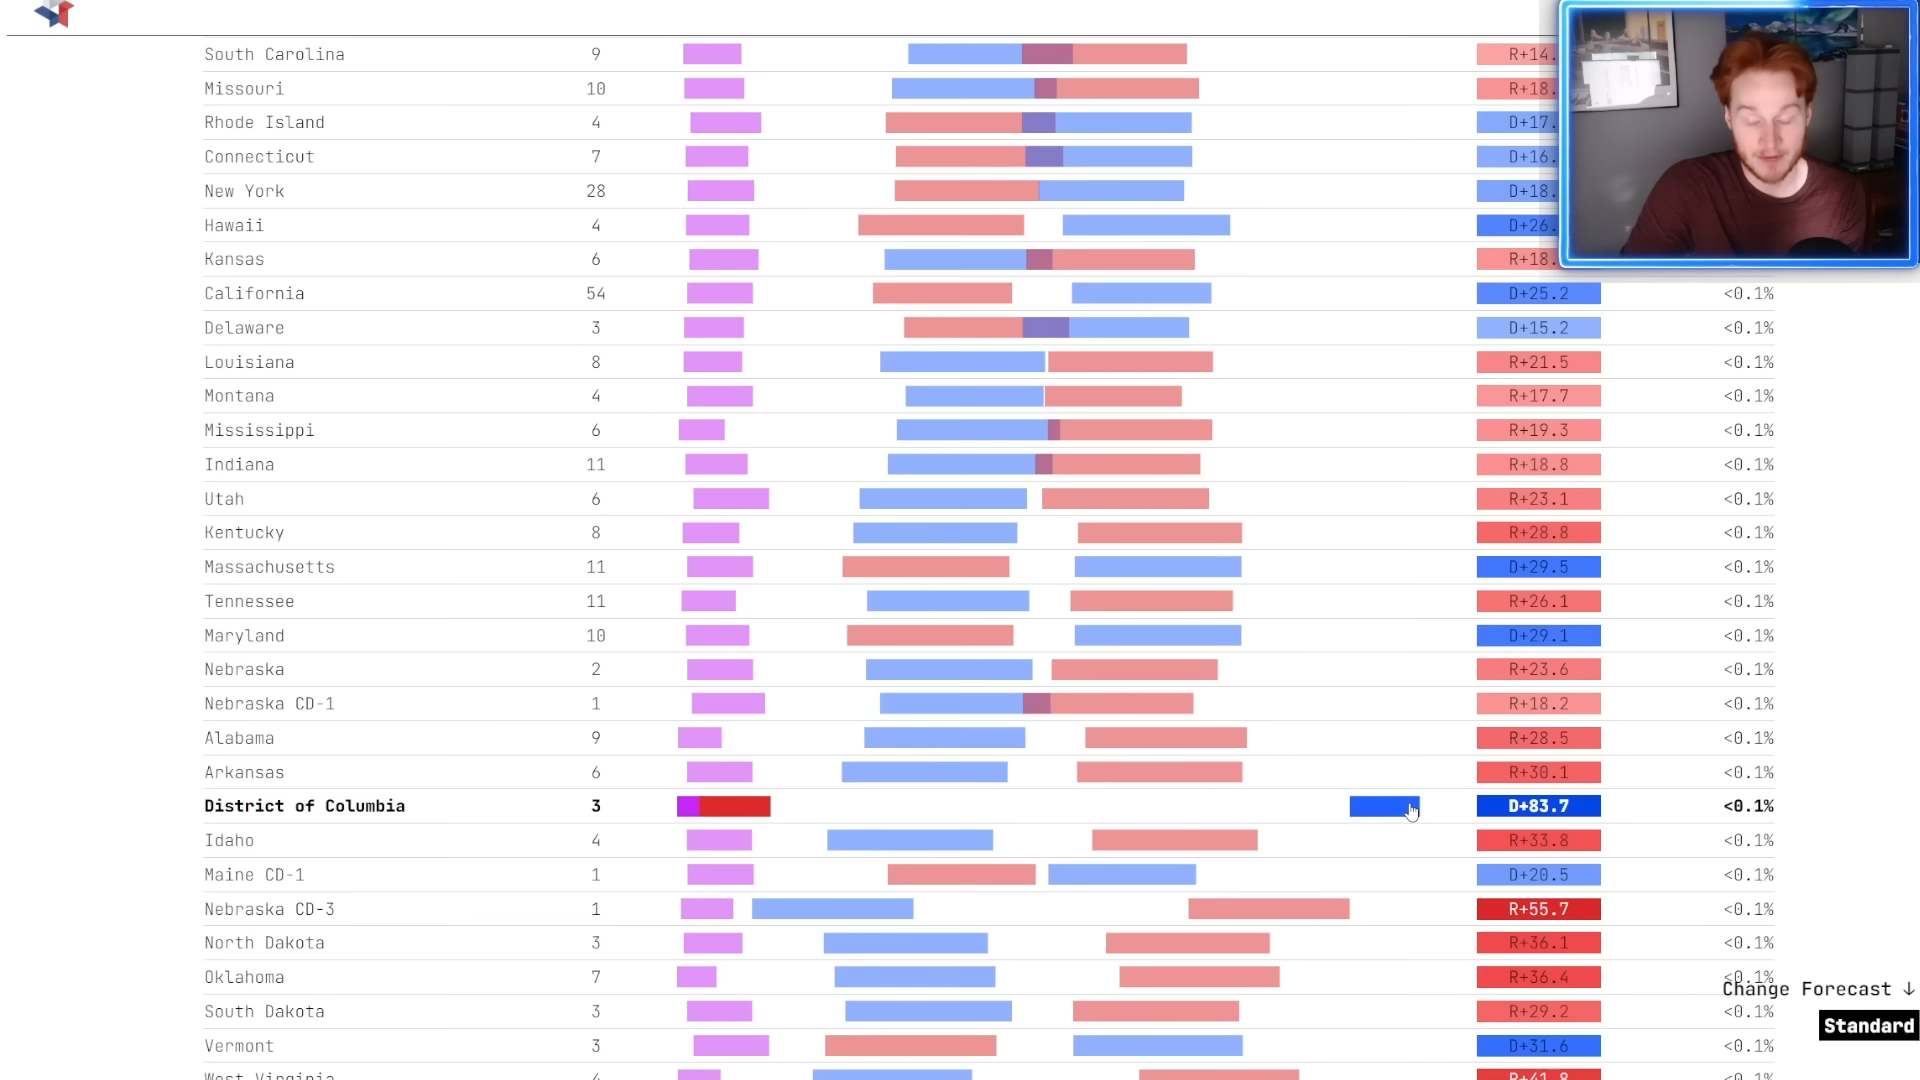 South Carolina 9 R+14.
Missouri 10 R+18.
Rhode Island 4 D+17.
Connecticut 7 D+16.
New York 28 D+18.
Hawaii 4 D+26.
Kansas 6 R+18.
California 54 D+25.2 <0.1%
Delaware 3 D+15.2 <0.1%
Louisiana 8 R+21.5 <0.1%
Montana 4 R+17.7 <0.1%
Mississippi 6 R+19.3 <0.1%
Indiana 11 R+18.8 <0.1%
Utah 6 R+23.1 <0.1%
Kentucky 8 R+28.8 <0.1%
Massachusetts 11 D+29.5 <0.1%
Tennessee 11 R+26.1 <0.1%
Maryland 10 D+29.1 <0.1%
Nebraska 2 R+23.6 <0.1%
Nebraska CD-1 1 R+18.2 <0.1%
Alabama 9 R+28.5 <0.1%
Arkansas 6 R+30.1 <0.1%
District of Columbia 3 D+83.7 <0.1%
Idaho 4 R+33.8 <0.1%
Maine CD-1 1 D+20.5 <0.1%
Nebraska CD-3 1 R+55.7 <0.1%
North Dakota 3 R+36.1 <0.1%
Oklahoma 7 R+36.4 <0.1%
Change Forecast ↓
South Dakota 3 R+29.2 <0.1%
Standard
Vermont 3 D+31.6 <0.1%
West Virginia 4 R+41.8 <0.1%